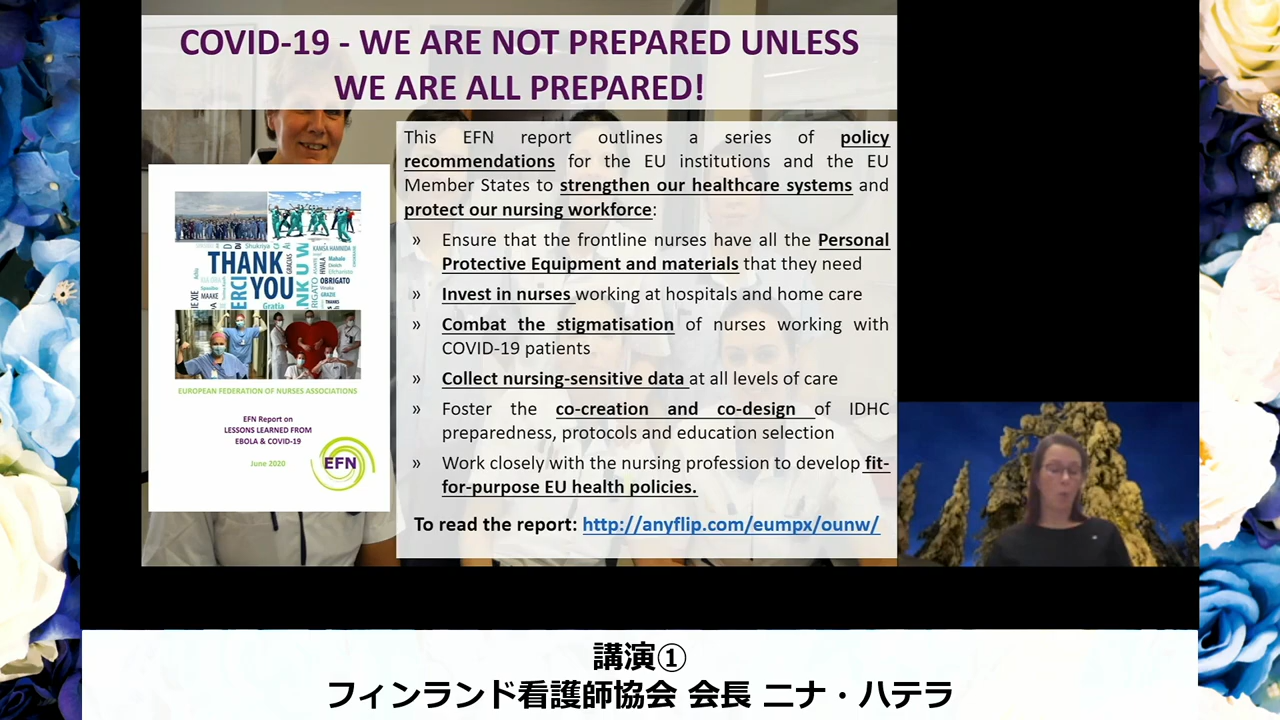 COVID-19 - WE ARE NOT PREPARED UNLESS
WE ARE ALL PREPARED!
This EFN report outlines a series of policy
recommendations for the EU institutions and the EU
Member States to strengthen our healthcare systems and
protect our nursing workforce:
» Ensure that the frontline nurses have all the Personal
Protective Equipment and materials that they need
» Invest in nurses working at hospitals and home care
» Combat the stigmatisation of nurses working with
COVID-19 patients
» Collect nursing-sensitive data at all levels of care
» Foster the co-creation and co-design of IDHC
preparedness, protocols and education selection
» Work closely with the nursing profession to develop fit-
for-purpose EU health policies.
To read the report: http://anyflip.com/eumpx/ounw/
Shukriya
THANK
YOU
MERCI
GRACIAS
OBRIGATO
MAAKE
Gratia
EUROPEAN FEDERATION OF NURSES ASSOCIATIONS
EFN Report on
LESSONS LEARNED FROM
EBOLA & COVID-19
June 2020
EFN
講演①
フィンランド看護師協会 会長 ニナ・ハテラ